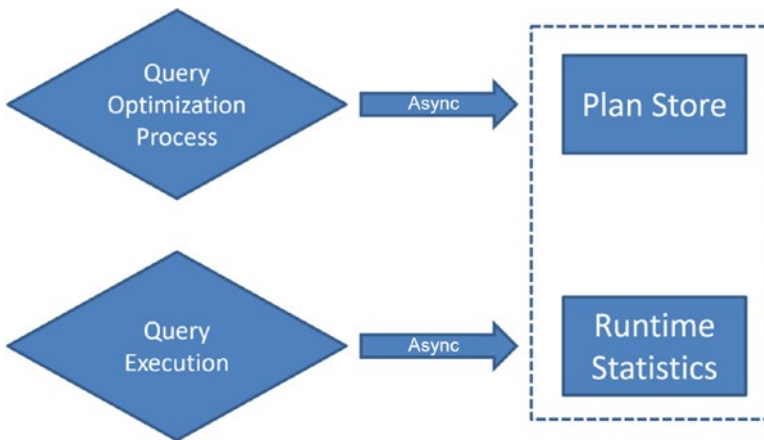 Query
Optimization
Process
Async
Plan Store
Query
Execution
Async
Runtime
Statistics